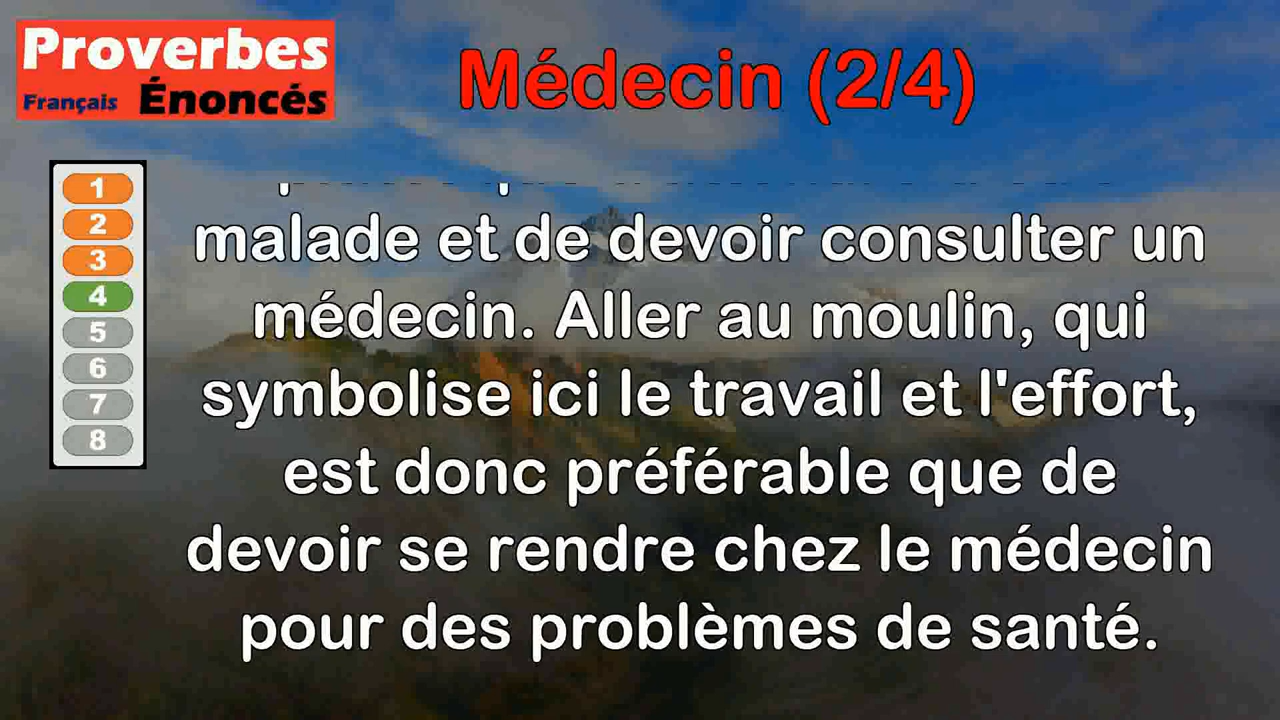 Proverbes
Français Énoncés
Médecin (2/4)
1
2
3
4
5
6
7
8
malade et de devoir consulter un
médecin. Aller au moulin, qui
symbolise ici le travail et l'effort,
est donc préférable que de
devoir se rendre chez le médecin
pour des problèmes de santé.